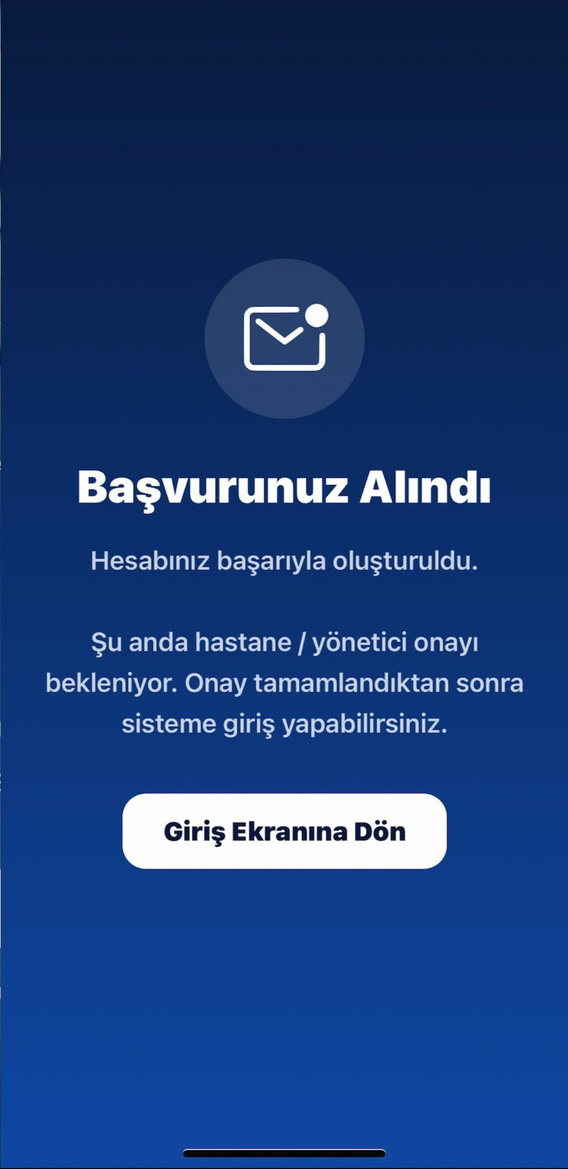 Başvurunuz Alındı
Hesabınız başarıyla oluşturuldu.
Şu anda hastane / yönetici onayı
bekleniyor. Onay tamamlandıktan sonra
sisteme giriş yapabilirsiniz.
Giriş Ekranına Dön